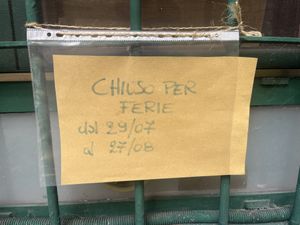 CHIUSO PER
FERIE
dal 29/07
al 27/08